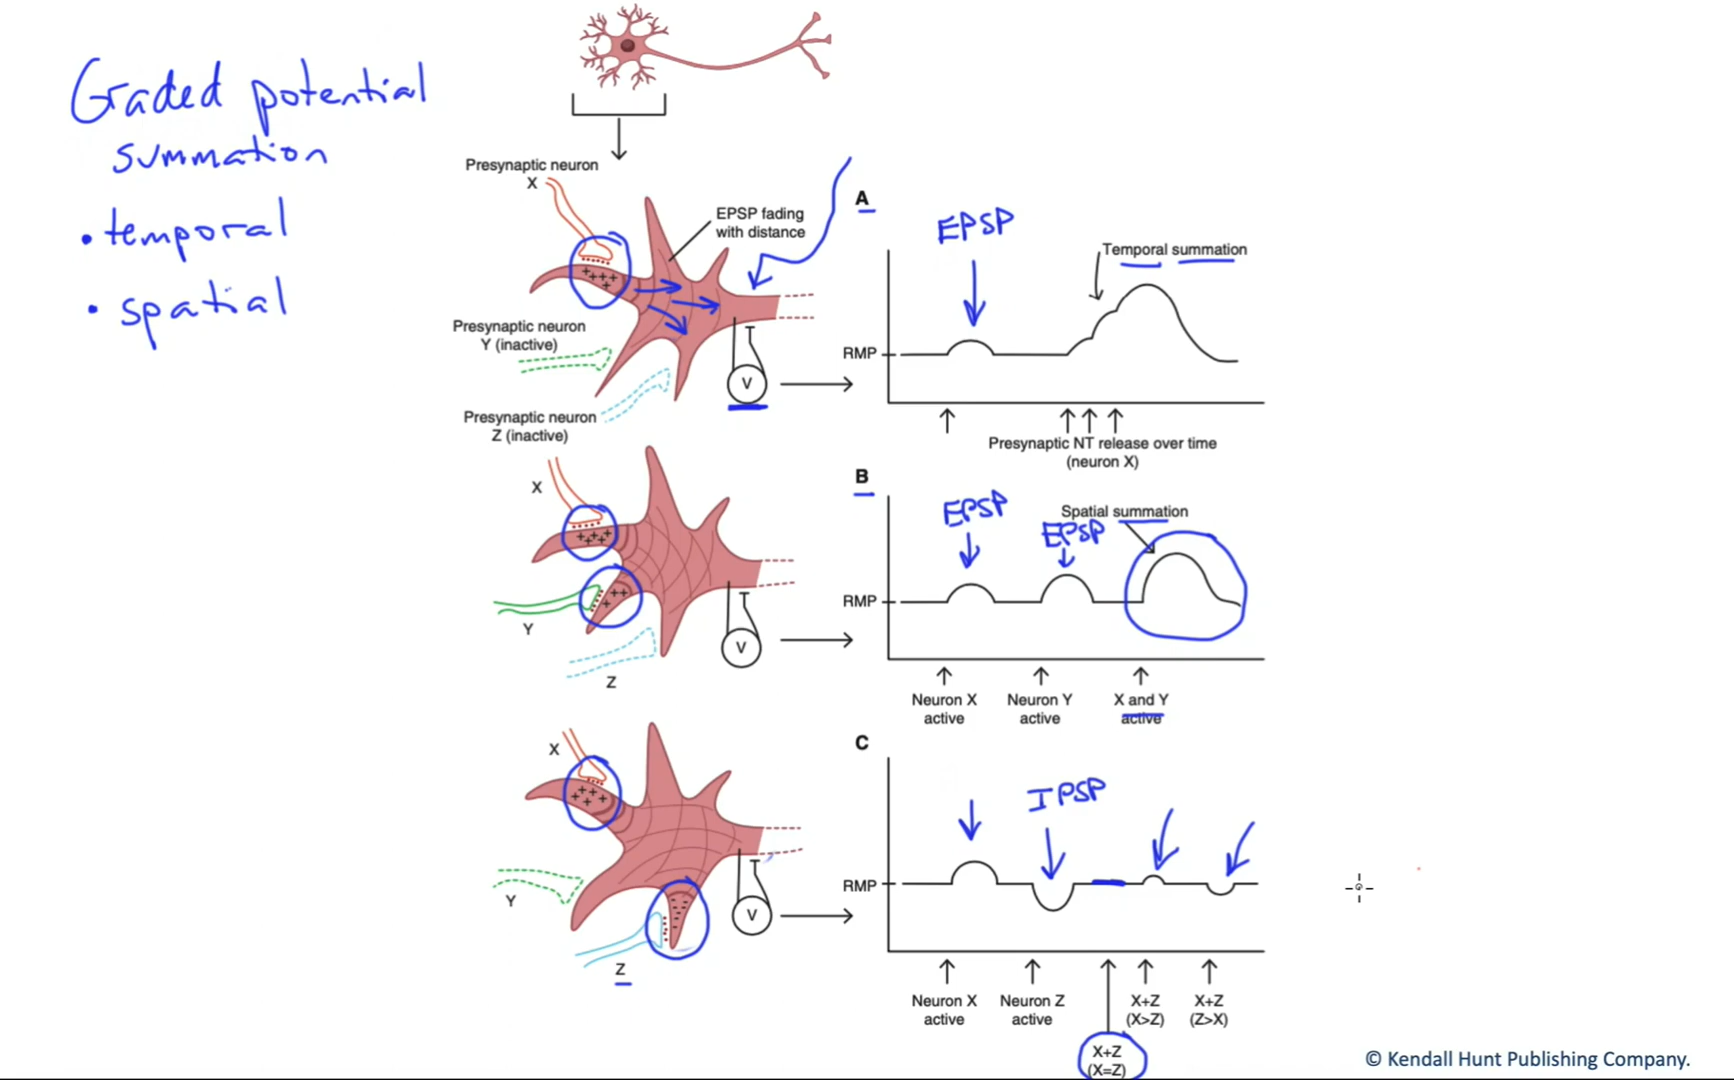 Graded potential
summation
• temporal
• spatial
Presynaptic neuron
X
EPSP fading
with distance
Presynaptic neuron
Y (inactive)
Presynaptic neuron
Z (inactive)
V
A
EPSP
Temporal summation
RMP
Presynaptic NT release over time
(neuron X)
X
Y
Z
V
B
EPSP
Spatial summation
EPSP
RMP
Neuron X
active
Neuron Y
active
X and Y
active
X
Y
Z
V
C
IPSP
RMP
Neuron X
active
Neuron Z
active
X+Z
(X=Z)
X+Z
(X>Z)
X+Z
(Z>X)
© Kendall Hunt Publishing Company.